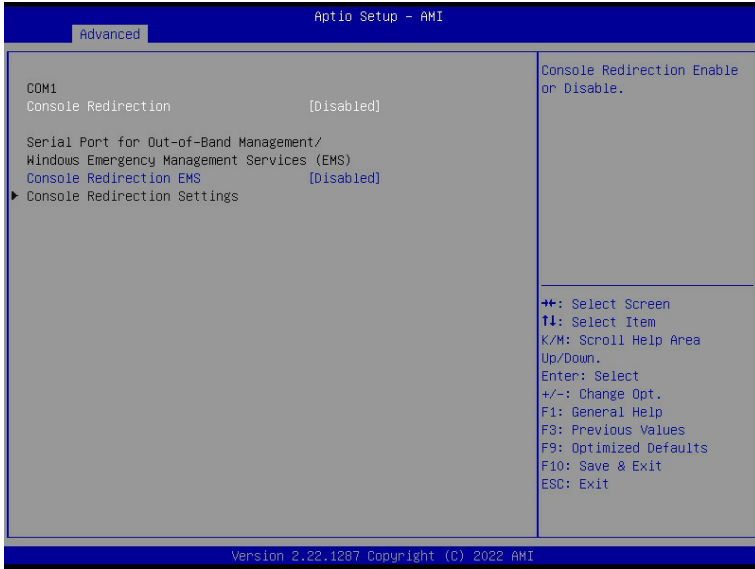 Aptio Setup – AMI
Advanced
COM1
Console Redirection [Disabled]
Serial Port for Out-of-Band Management/
Windows Emergency Management Services (EMS)
Console Redirection EMS [Disabled]
► Console Redirection Settings
Console Redirection Enable
or Disable.
→←: Select Screen
↑↓: Select Item
K/M: Scroll Help Area
Up/Down.
Enter: Select
+/-: Change Opt.
F1: General Help
F3: Previous Values
F9: Optimized Defaults
F10: Save & Exit
ESC: Exit
Version 2.22.1287 Copyright (C) 2022 AMI